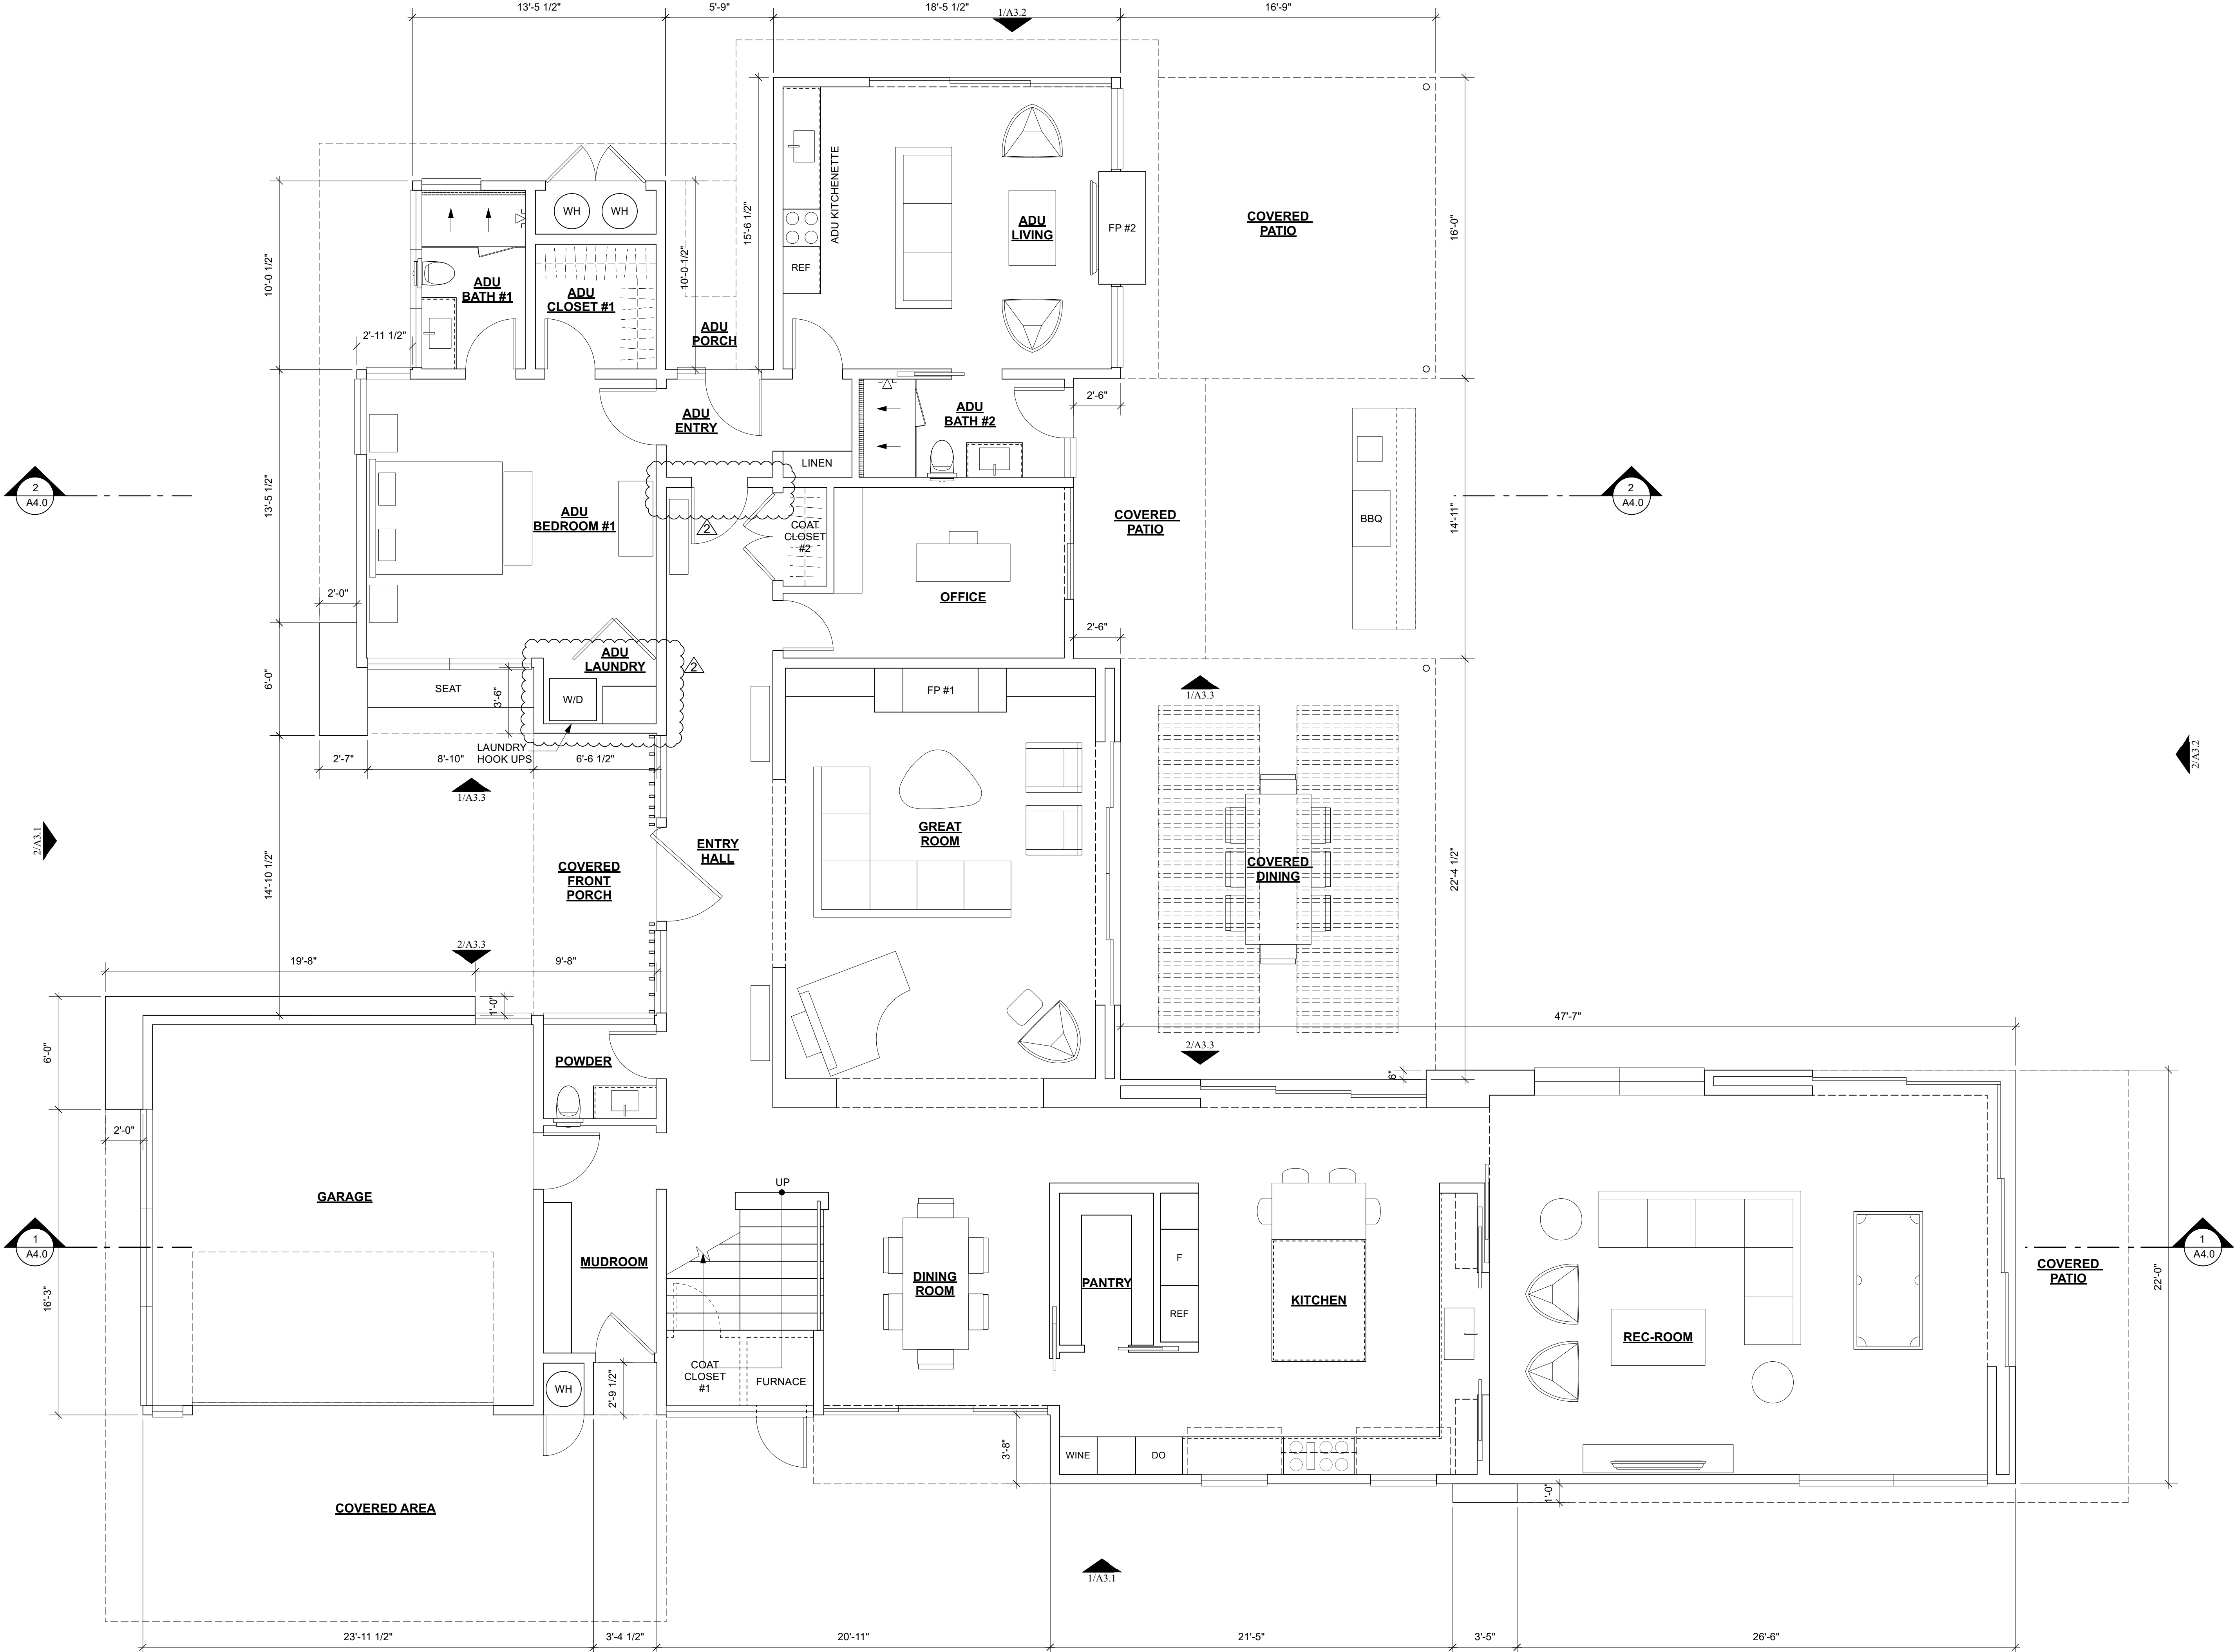 13'-5 1/2"
5'-9"
18'-5 1/2"
16'-9"
1/A3.2
ADU KITCHENETTE
15'-6 1/2"
10'-0 1/2"
16'-0"
WH
WH
ADU
BATH #1
ADU
CLOSET #1
10'-0 1/2"
ADU
PORCH
REF
ADU
LIVING
FP #2
COVERED
PATIO
2'-11 1/2"
2'-6"
ADU
ENTRY
ADU
BATH #2
LINEN
2
A4.0
13'-5 1/2"
ADU
BEDROOM #1
2
COAT
CLOSET
#2
COVERED
PATIO
BBQ
14'-11"
2
A4.0
OFFICE
2'-0"
2'-6"
ADU
LAUNDRY
2
6'-0"
SEAT
3'-6"
W/D
FP #1
1/A3.3
LAUNDRY
HOOK UPS
2'-7"
8'-10"
6'-6 1/2"
1/A3.3
2/A3.2
2/A3.1
14'-10 1/2"
COVERED
FRONT
PORCH
ENTRY
HALL
GREAT
ROOM
COVERED
DINING
22'-4 1/2"
2/A3.3
19'-8"
9'-8"
1'-0"
47'-7"
6'-0"
POWDER
2/A3.3
6"
2'-0"
GARAGE
UP
1
A4.0
MUDROOM
DINING
ROOM
PANTRY
F
REF
KITCHEN
REC-ROOM
COVERED
PATIO
22'-0"
1
A4.0
16'-3"
WH
2'-9 1/2"
COAT
CLOSET
#1
FURNACE
3'-8"
WINE
DO
1'-0"
COVERED AREA
1/A3.1
23'-11 1/2"
3'-4 1/2"
20'-11"
21'-5"
3'-5"
26'-6"